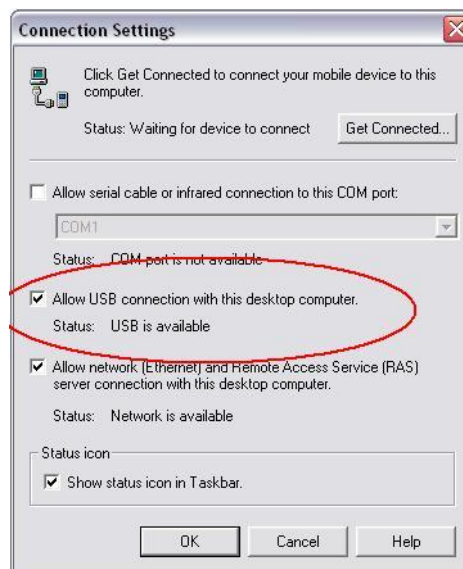 Connection Settings
Click Get Connected to connect your mobile device to this
computer.
Status: Waiting for device to connect
Get Connected...
Allow serial cable or infrared connection to this COM port:
COM1
Status: COM port is not available
Allow USB connection with this desktop computer.
Status: USB is available
Allow network (Ethernet) and Remote Access Service (RAS)
server connection with this desktop computer.
Status: Network is available
Status icon
Show status icon in Taskbar.
OK
Cancel
Help